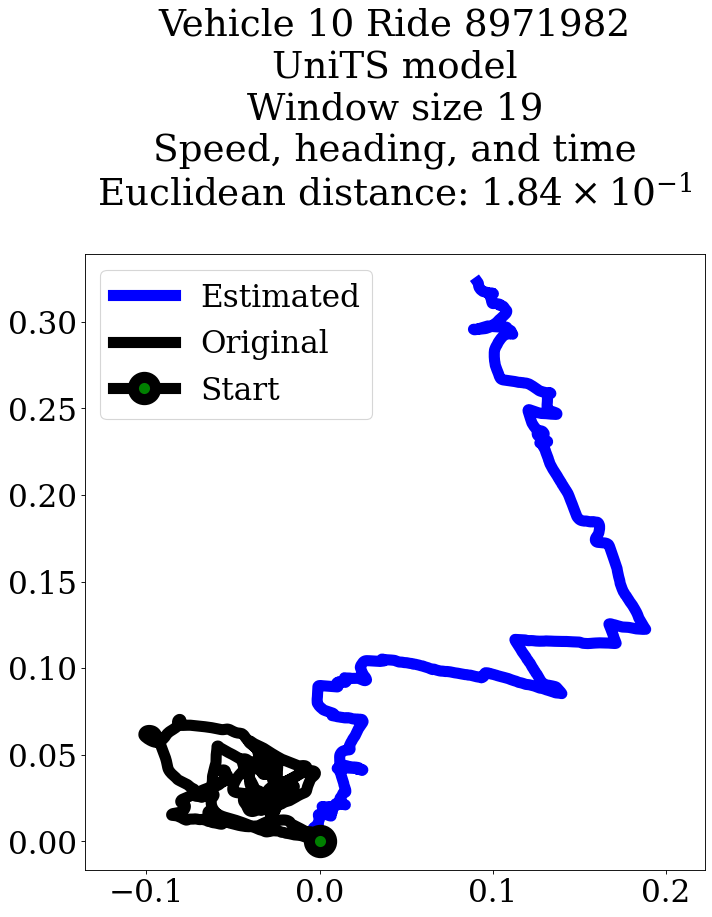 Vehicle 10 Ride 8971982
UniTS model
Window size 19
Speed, heading, and time
Euclidean distance: 1.84 × 10⁻¹
Estimated
Original
Start
0.30
0.25
0.20
0.15
0.10
0.05
0.00
−0.1 0.0 0.1 0.2